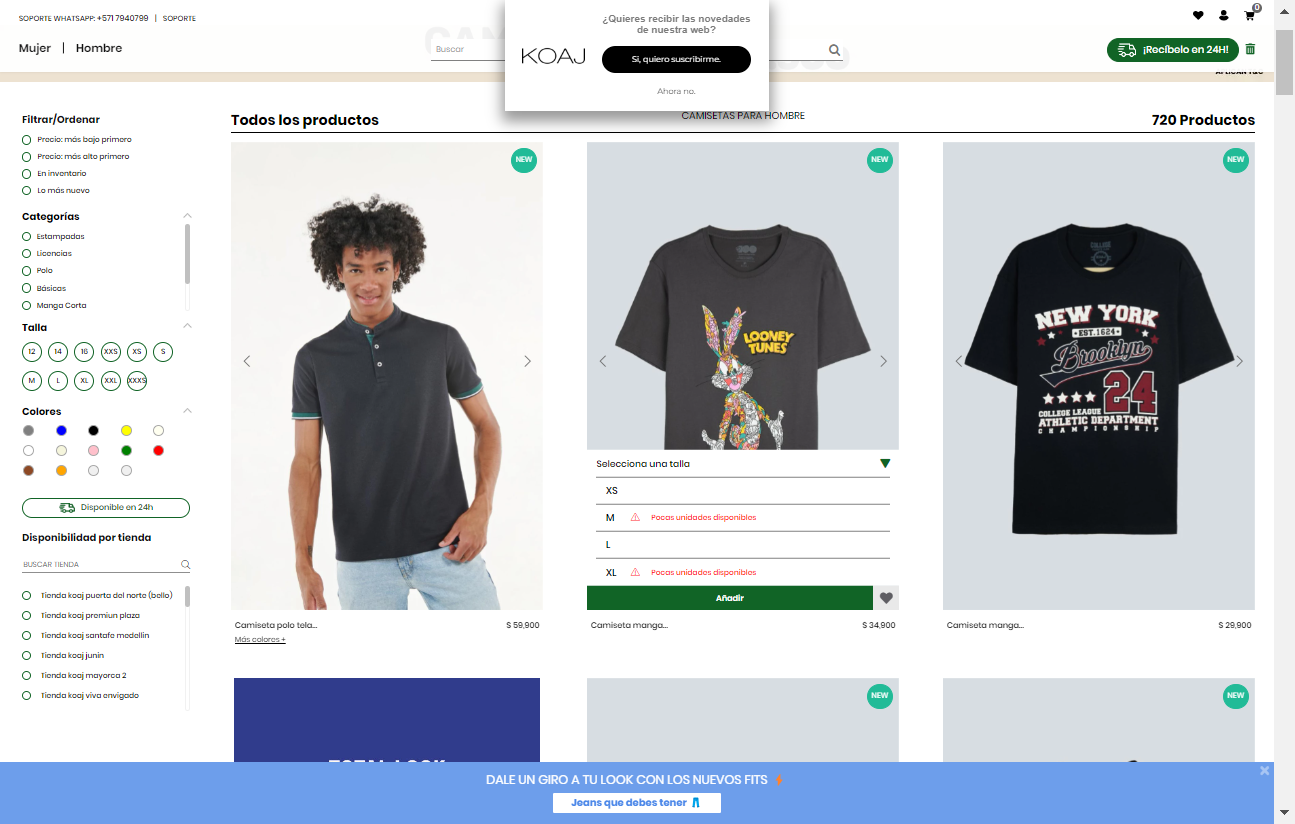 SOPORTE WHATSAPP: +571 7940799 | SOPORTE
0
Mujer | Hombre
Buscar
¡Recíbelo en 24H!
¿Quieres recibir las novedades
de nuestra web?
KOAJ
Si, quiero suscribirme.
Ahora no.
Filtrar/Ordenar
Precio: más bajo primero
Precio: más alto primero
En inventario
Lo más nuevo
Categorías
Estampadas
Licencias
Polo
Básicas
Manga Corta
Talla
12 14 16 XXS XS S
M L XL XXL XXXS
Colores
Disponible en 24h
Disponibilidad por tienda
BUSCAR TIENDA
Tienda koaj puerta del norte (bello)
Tienda koaj premiun plaza
Tienda koaj santafe medellin
Tienda koaj junin
Tienda koaj mayorca 2
Tienda koaj viva envigado
Todos los productos
CAMISETAS PARA HOMBRE
720 Productos
NEW
NEW
NEW
LOONEY
TUNES
NEW YORK
EST.1624
Brooklyn
24
COLLEGE LEAGUE
ATHLETIC DEPARTMENT
CHAMPIONSHIP
Selecciona una talla
XS
M Pocas unidades disponibles
L
XL Pocas unidades disponibles
Añadir
Camiseta polo tela... $ 59,900
Más colores +
Camiseta manga... $ 34,900
Camiseta manga... $ 29,900
NEW
NEW
TOTAL LOOK
DALE UN GIRO A TU LOOK CON LOS NUEVOS FITS
Jeans que debes tener